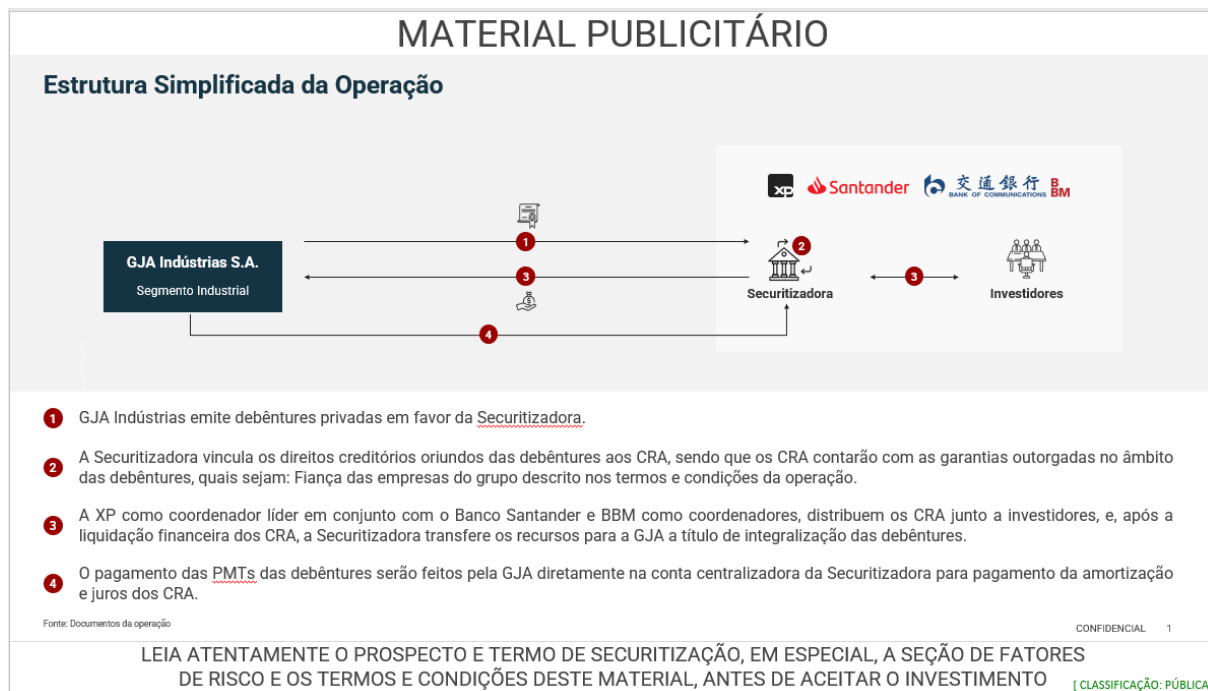 MATERIAL PUBLICITÁRIO
Estrutura Simplificada da Operação
xp Santander 交通銀行 BANK OF COMMUNICATIONS BBM
1
2
GJA Indústrias S.A.
Segmento Industrial
3
3
Securitizadora
Investidores
4
1 GJA Indústrias emite debêntures privadas em favor da Securitizadora.
2 A Securitizadora vincula os direitos creditórios oriundos das debêntures aos CRA, sendo que os CRA contarão com as garantias outorgadas no âmbito
das debêntures, quais sejam: Fiança das empresas do grupo descrito nos termos e condições da operação.
3 A XP como coordenador líder em conjunto com o Banco Santander e BBM como coordenadores, distribuem os CRA junto a investidores, e, após a
liquidação financeira dos CRA, a Securitizadora transfere os recursos para a GJA a título de integralização das debêntures.
4 O pagamento das PMTs das debêntures serão feitos pela GJA diretamente na conta centralizadora da Securitizadora para pagamento da amortização
e juros dos CRA.
Fonte: Documentos da operação
CONFIDENCIAL 1
LEIA ATENTAMENTE O PROSPECTO E TERMO DE SECURITIZAÇÃO, EM ESPECIAL, A SEÇÃO DE FATORES
DE RISCO E OS TERMOS E CONDIÇÕES DESTE MATERIAL, ANTES DE ACEITAR O INVESTIMENTO
[ CLASSIFICAÇÃO: PÚBLICA